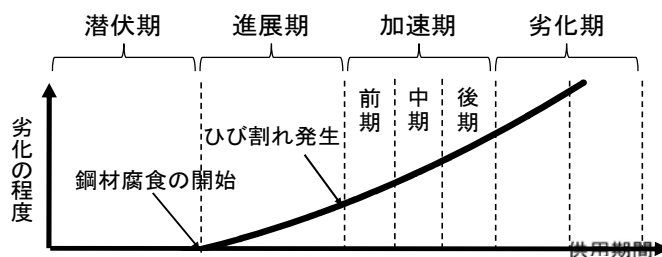 潜伏期
進展期
加速期
劣化期
前期
中期
後期
劣化の程度
ひび割れ発生
鋼材腐食の開始
供用期間